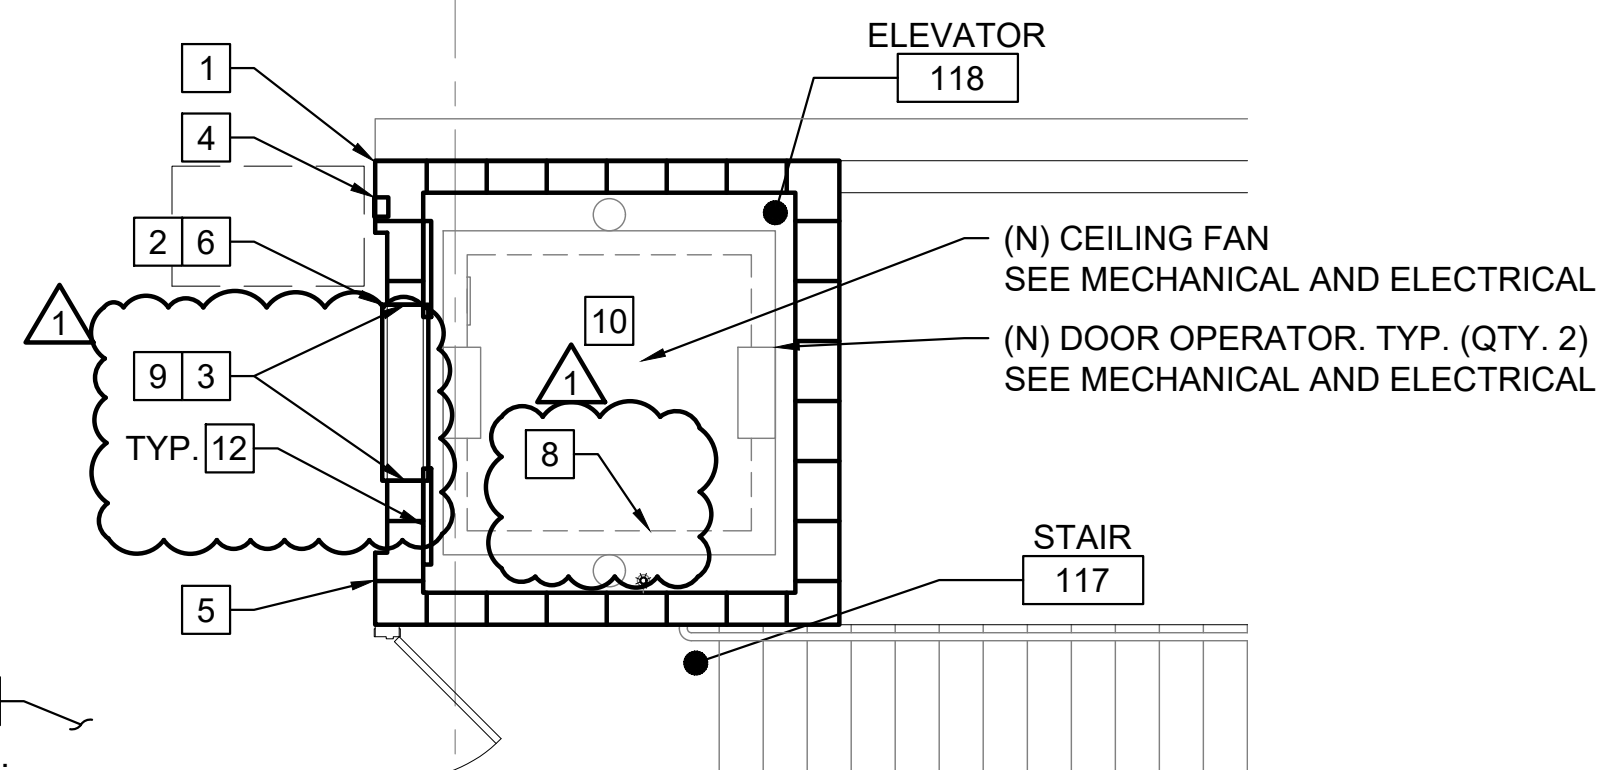 ELEVATOR
118
1
4
2 6
(N) CEILING FAN
SEE MECHANICAL AND ELECTRICAL
1
10
(N) DOOR OPERATOR. TYP. (QTY. 2)
SEE MECHANICAL AND ELECTRICAL
9 3
1
TYP. 12
8
STAIR
117
5